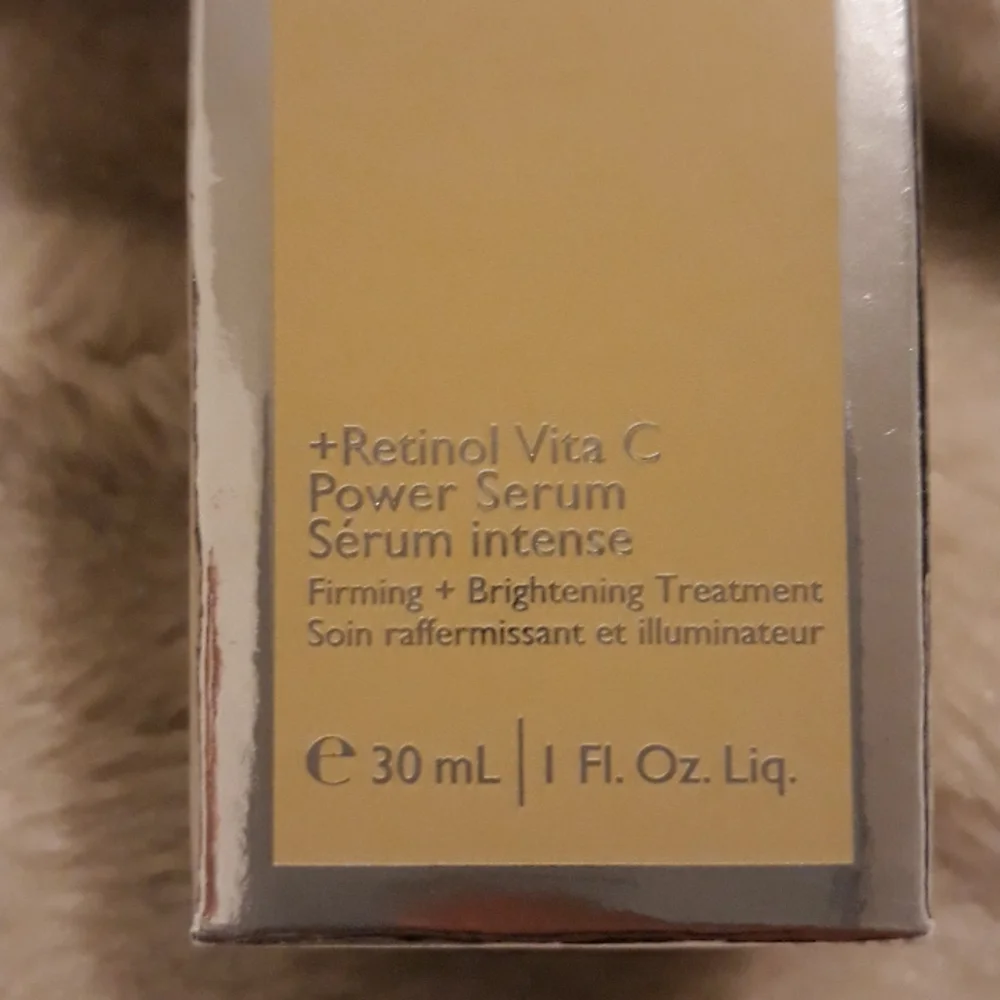 +Retinol Vita C
Power Serum
Sérum intense
Firming + Brightening Treatment
Soin raffermissant et illuminateur
e 30 mL | 1 Fl. Oz. Liq.